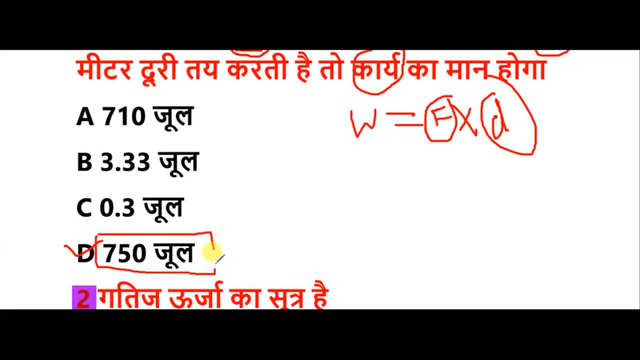 मीटर दूरी तय करती है तो कार्य का मान होगा
A 710 जूल
W = F x d
B 3.33 जूल
C 0.3 जूल
D 750 जूल
2 गतिज ऊर्जा का सूत्र है